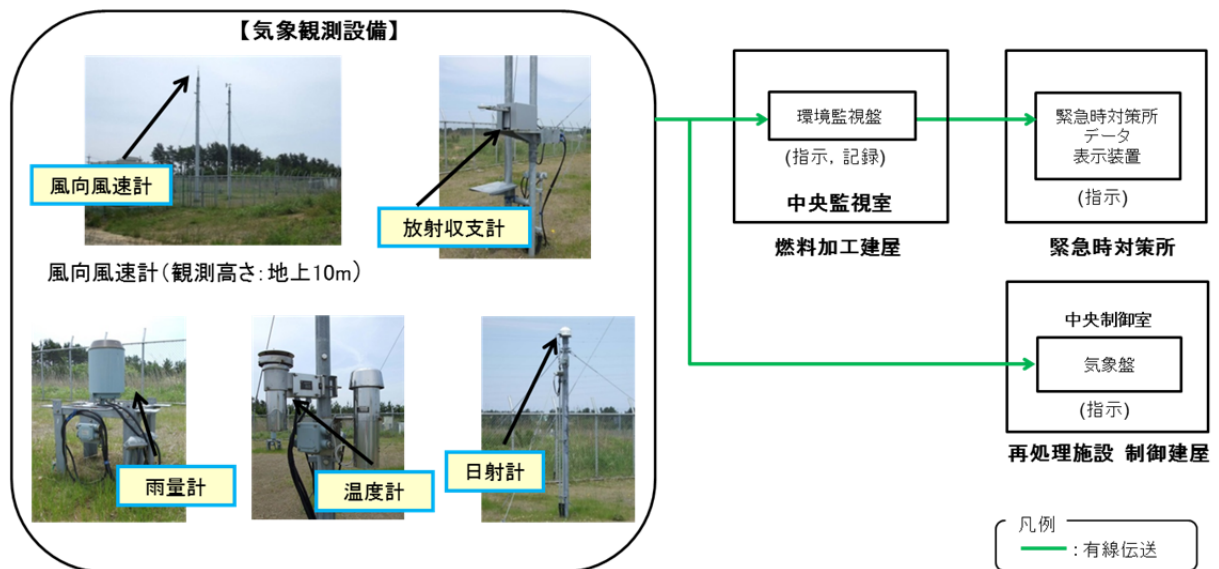 【気象観測設備】
風向風速計
放射収支計
風向風速計(観測高さ:地上10m)
雨量計
温度計
日射計
環境監視盤
(指示, 記録)
中央監視室
燃料加工建屋
緊急時対策所
データ
表示装置
(指示)
緊急時対策所
中央制御室
気象盤
(指示)
再処理施設 制御建屋
凡例
:有線伝送